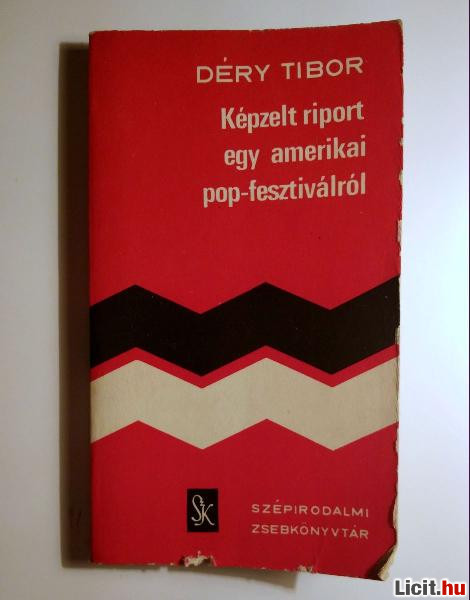 DÉRY TIBOR
Képzelt riport
egy amerikai
pop-fesztiválról
SzK
SZÉPIRODALMI
ZSEBKÖNYVTÁR
Licit.hu